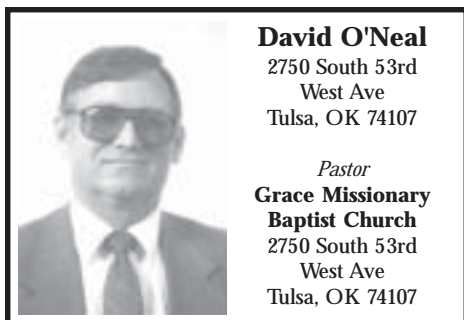 David O'Neal
2750 South 53rd
West Ave
Tulsa, OK 74107
Pastor
Grace Missionary
Baptist Church
2750 South 53rd
West Ave
Tulsa, OK 74107